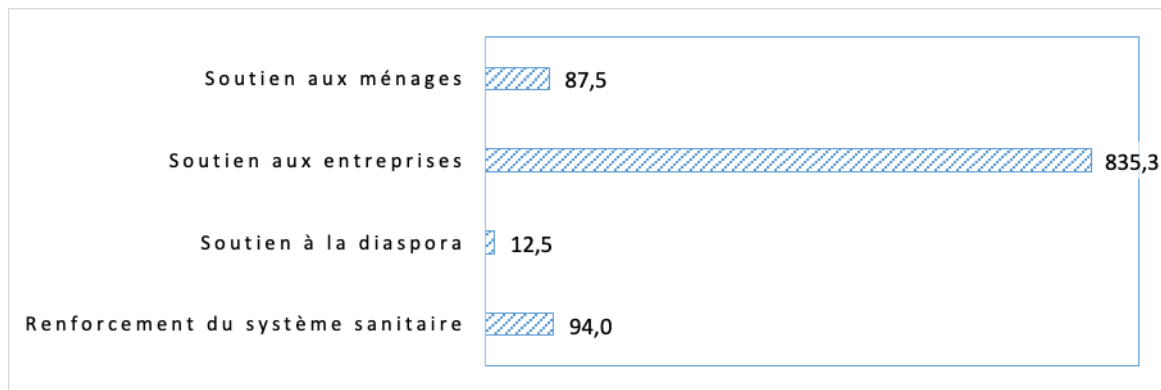 Soutien aux ménages 87,5
Soutien aux entreprises 835,3
Soutien à la diaspora 12,5
Renforcement du système sanitaire 94,0